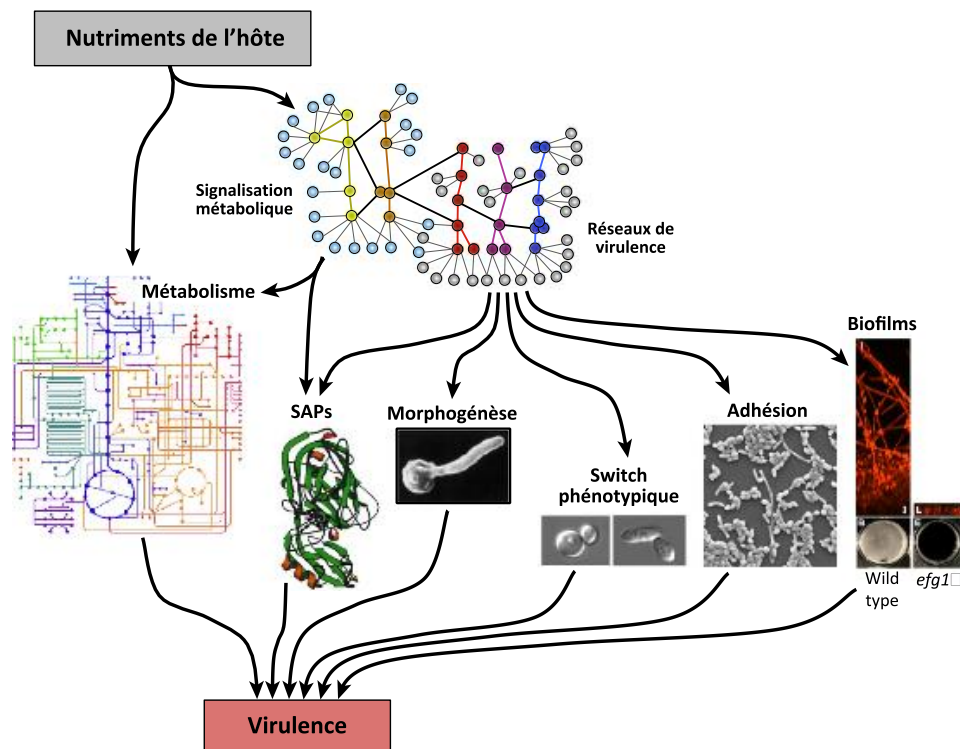 Nutriments de l'hôte
Signalisation
métabolique
Réseaux de
virulence
Métabolisme
Biofilms
SAPs
Morphogénèse
Adhésion
Switch
phénotypique
Wild
type
efg1□
Virulence